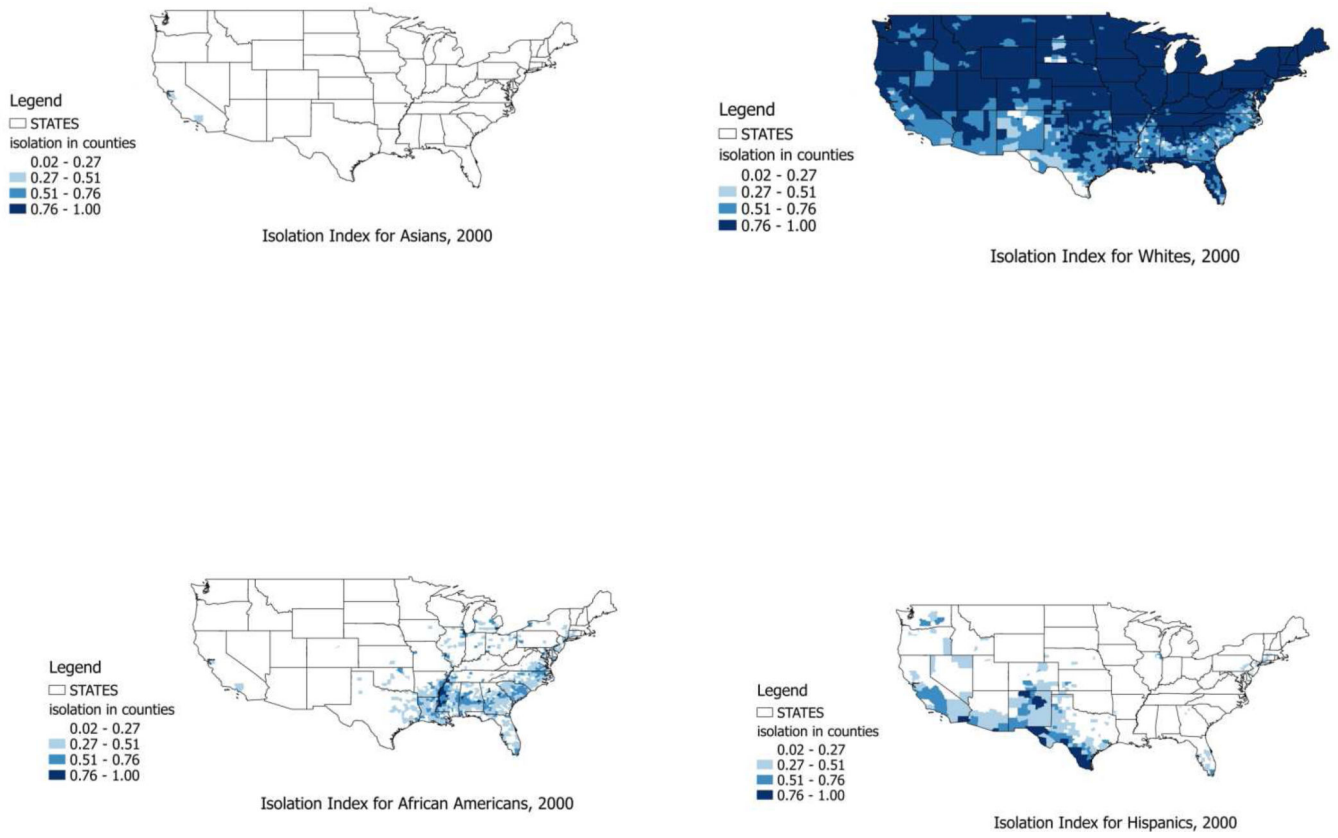 Legend
STATES
isolation in counties
0.02 - 0.27
0.27 - 0.51
0.51 - 0.76
0.76 - 1.00
Isolation Index for Asians, 2000
Legend
STATES
isolation in counties
0.02 - 0.27
0.27 - 0.51
0.51 - 0.76
0.76 - 1.00
Isolation Index for Whites, 2000
Legend
STATES
isolation in counties
0.02 - 0.27
0.27 - 0.51
0.51 - 0.76
0.76 - 1.00
Isolation Index for African Americans, 2000
Legend
STATES
isolation in counties
0.02 - 0.27
0.27 - 0.51
0.51 - 0.76
0.76 - 1.00
Isolation Index for Hispanics, 2000